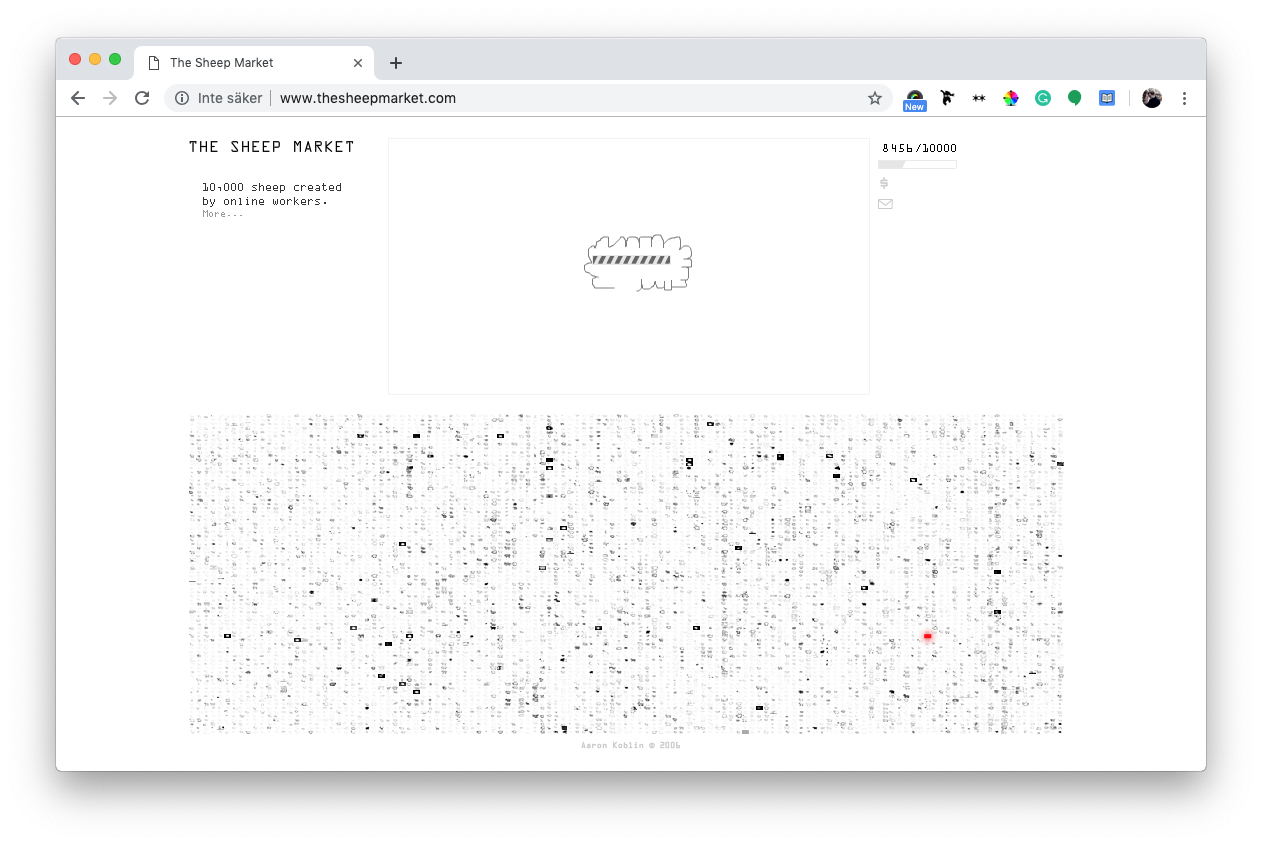 The Sheep Market
Inte säker
www.thesheepmarket.com
New
THE SHEEP MARKET
8456/10000
10,000 sheep created
by online workers.
More...
$
Aaron Koblin © 2006